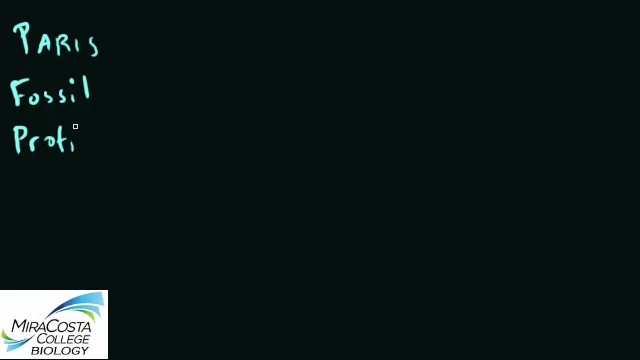 PARIS
Fossil
Proti
MIRACOSTA
COLLEGE
BIOLOGY